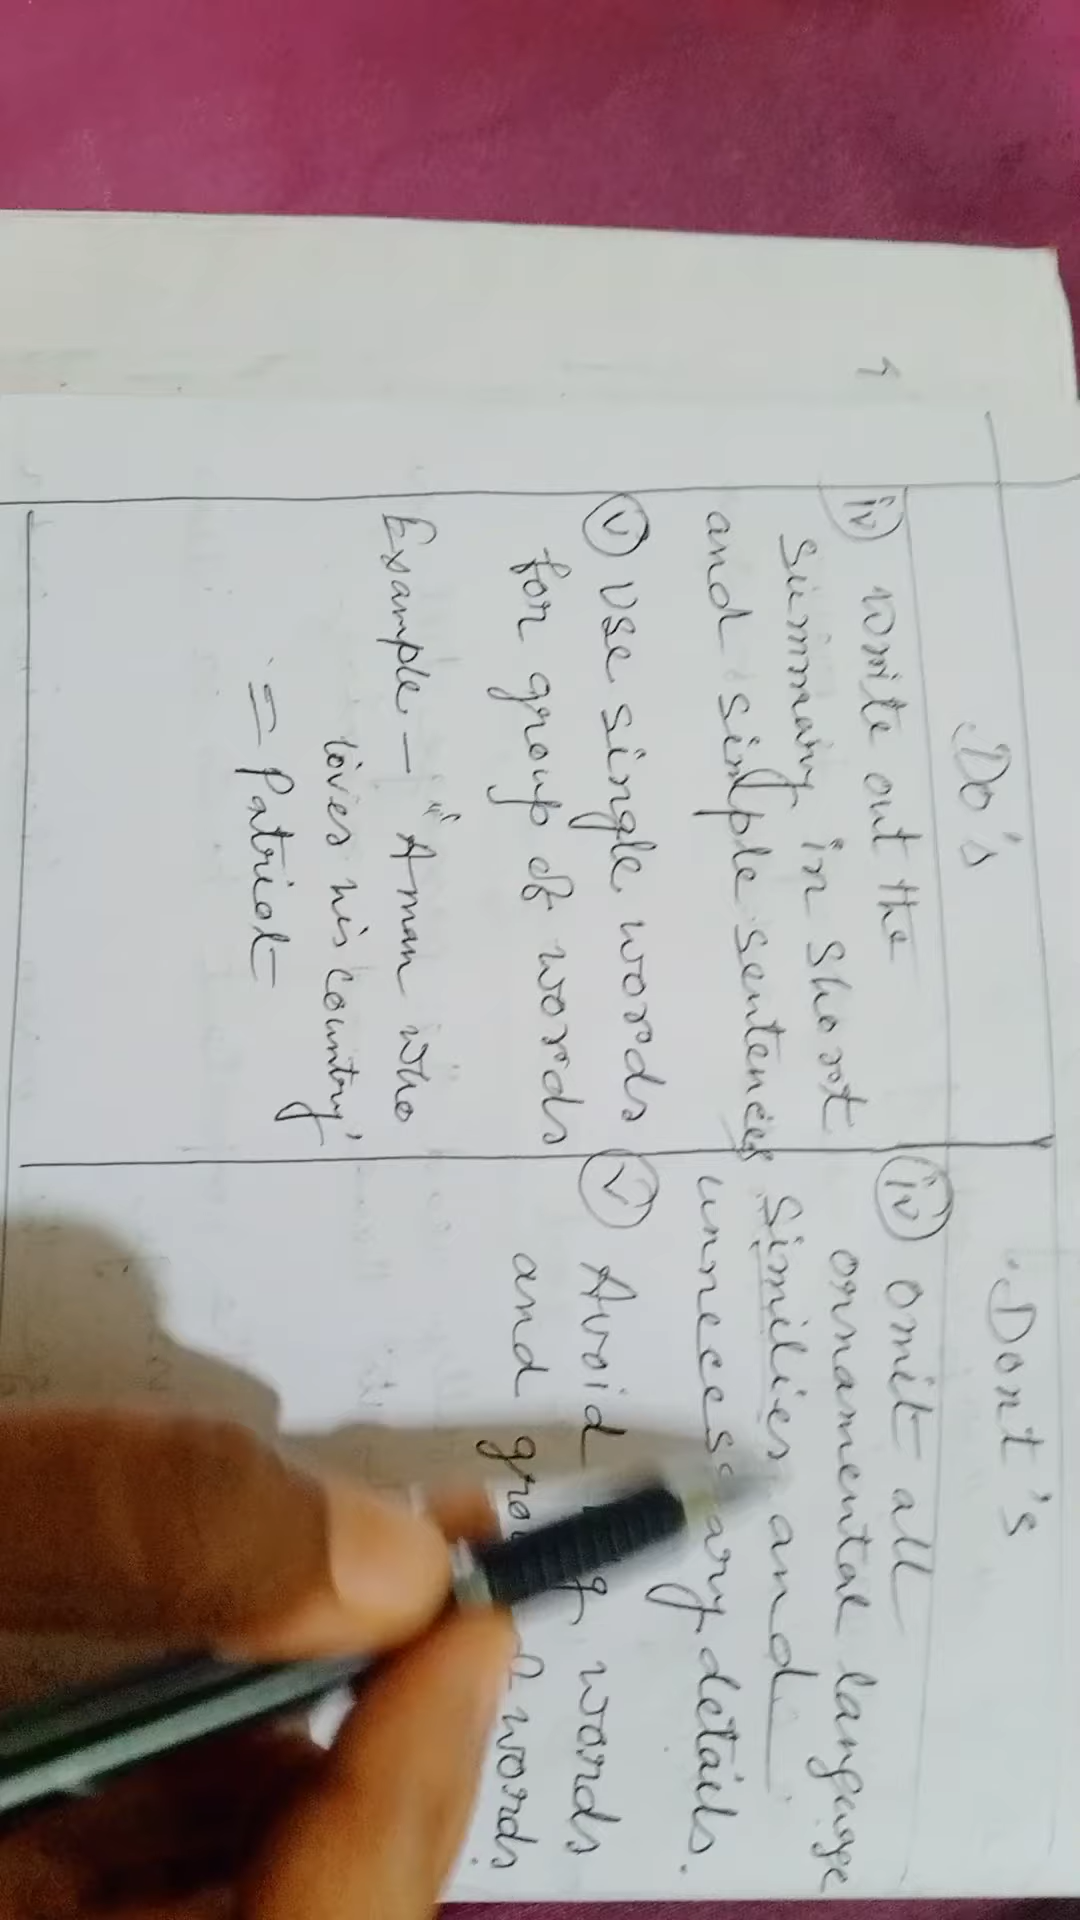 Do's
Dont's
iv) write out the
summary in short
and simple sentences
v) use single words
for group of words
Example - "A man who
loves his country'
= Patriot
iv) omit all
ornamental language
Similies and
unnecessary details.
v) Avoid words
and of words